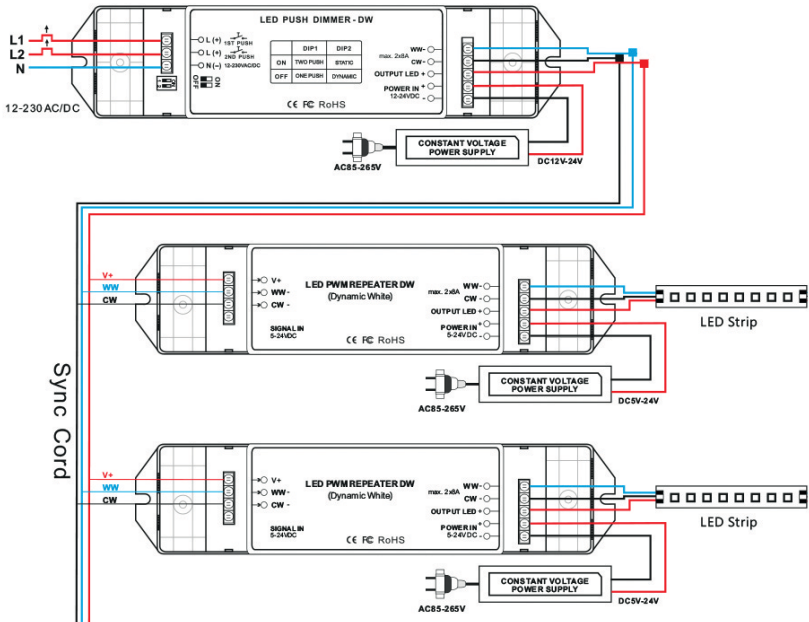 LED PUSH DIMMER - DW
L1
L2
N
12-230 AC/DC
L (+)
1ST PUSH
L (+)
2ND PUSH
N (–) 12-230VAC/DC
OFF
ON
DIP1 DIP2
ON TWO PUSH STATIC
OFF ONE PUSH DYNAMIC
CE FC RoHS
WW-
max. 2x8A
CW-
OUTPUT LED +
POWER IN +
12-24VDC -
AC85-265V
CONSTANT VOLTAGE
POWER SUPPLY
DC12V-24V
V+
WW
CW
V+
WW -
CW -
SIGNAL IN
5-24VDC
LED PWM REPEATER DW
(Dynamic White)
CE FC RoHS
WW-
max. 2x8A
CW -
OUTPUT LED +
POWER IN +
5-24VDC -
LED Strip
AC85-265V
CONSTANT VOLTAGE
POWER SUPPLY
DC5V-24V
Sync Cord
V+
WW
CW
V+
WW -
CW -
SIGNAL IN
5-24VDC
LED PWM REPEATER DW
(Dynamic White)
CE FC RoHS
WW-
max. 2x8A
CW -
OUTPUT LED +
POWER IN +
5-24VDC -
LED Strip
AC85-265V
CONSTANT VOLTAGE
POWER SUPPLY
DC5V-24V